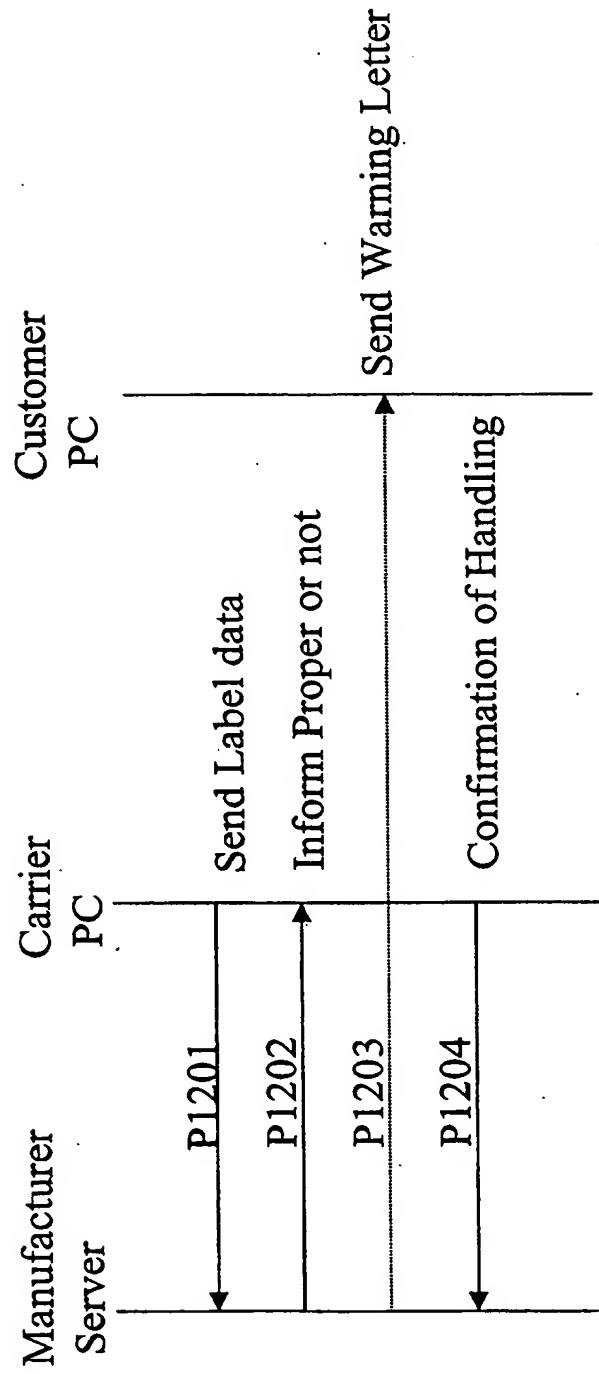 Manufacturer
Server
Carrier
PC
Customer
PC
P1201
Send Label data
P1202
Inform Proper or not
P1203
Send Warning Letter
P1204
Confirmation of Handling